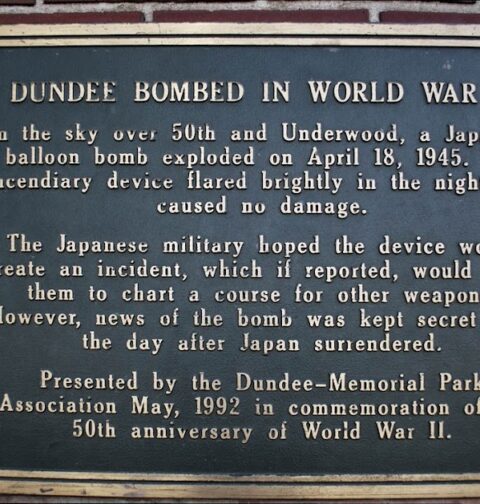 DUNDEE BOMBED IN WORLD WAR
n the sky over 50th and Underwood, a Jap
balloon bomb exploded on April 18, 1945.
ncendiary device flared brightly in the nigh
caused no damage.
The Japanese military hoped the device wo
reate an incident, which if reported, would
them to chart a course for other weapon
However, news of the bomb was kept secret
the day after Japan surrendered.
Presented by the Dundee-Memorial Park
Association May, 1992 in commemoration of
50th anniversary of World War II.